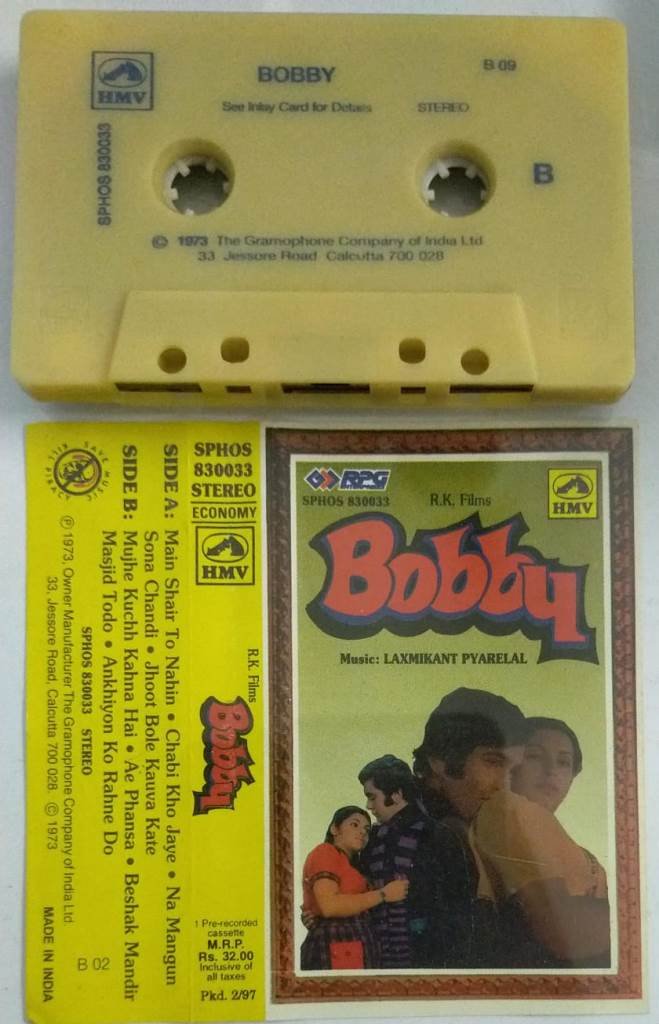 HMV
BOBBY
B 09
See Inlay Card for Details
STEREO
SPHOS 830033
B
© 1973 The Gramophone Company of India Ltd
33 Jessore Road Calcutta 700 028
RPG
SPHOS 830033
R.K. Films
HMV
Bobby
Music: LAXMIKANT PYARELAL
SPHOS
830033
STEREO
ECONOMY
HMV
R.K. Films
Bobby
1 Pre-recorded
cassette
M.R.P.
Rs. 32.00
Inclusive of
all taxes
Pkd. 2/97
SIDE A: Main Shair To Nahin • Chabi Kho Jaye • Na Mangun
Sona Chandi • Jhoot Bole Kauva Kate
SIDE B: Mujhe Kuchh Kahna Hai • Ae Phansa • Beshak Mandir
Masjid Todo • Ankhiyon Ko Rahne Do
SPHOS 830033 STEREO
℗ 1973, Owner Manufacturer The Gramophone Company of India Ltd.
33, Jessore Road, Calcutta 700 028. © 1973
MADE IN INDIA
B 02
SAVE MUSIC
KILL PIRACY